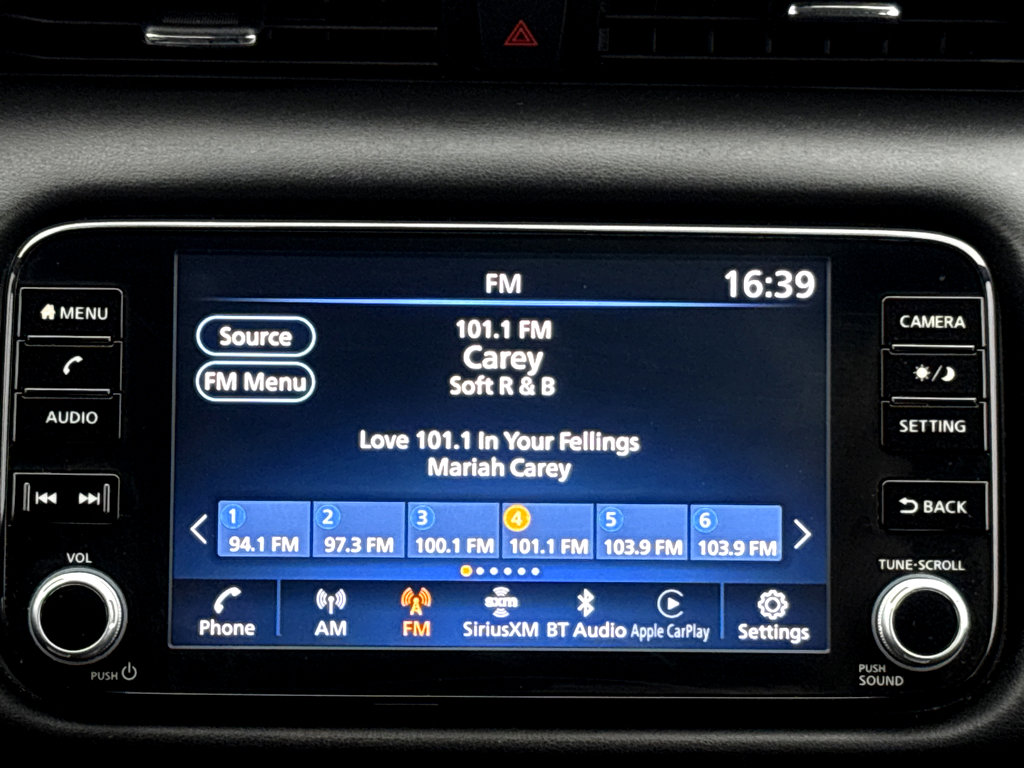 FM
16:39
MENU
AUDIO
VOL
PUSH
Source
FM Menu
101.1 FM
Carey
Soft R & B
Love 101.1 In Your Fellings
Mariah Carey
1 94.1 FM
2 97.3 FM
3 100.1 FM
4 101.1 FM
5 103.9 FM
6 103.9 FM
Phone
AM
FM
sxm
SiriusXM
BT Audio
Apple CarPlay
Settings
CAMERA
SETTING
BACK
TUNE·SCROLL
PUSH
SOUND